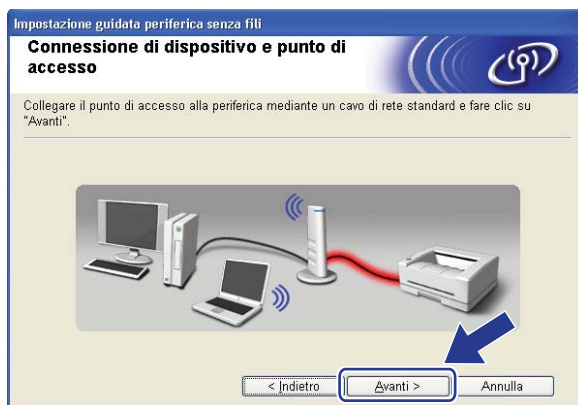 Impostazione guidata periferica senza fili
Connessione di dispositivo e punto di
accesso
Collegare il punto di accesso alla periferica mediante un cavo di rete standard e fare clic su
"Avanti".
< Indietro
Avanti >
Annulla